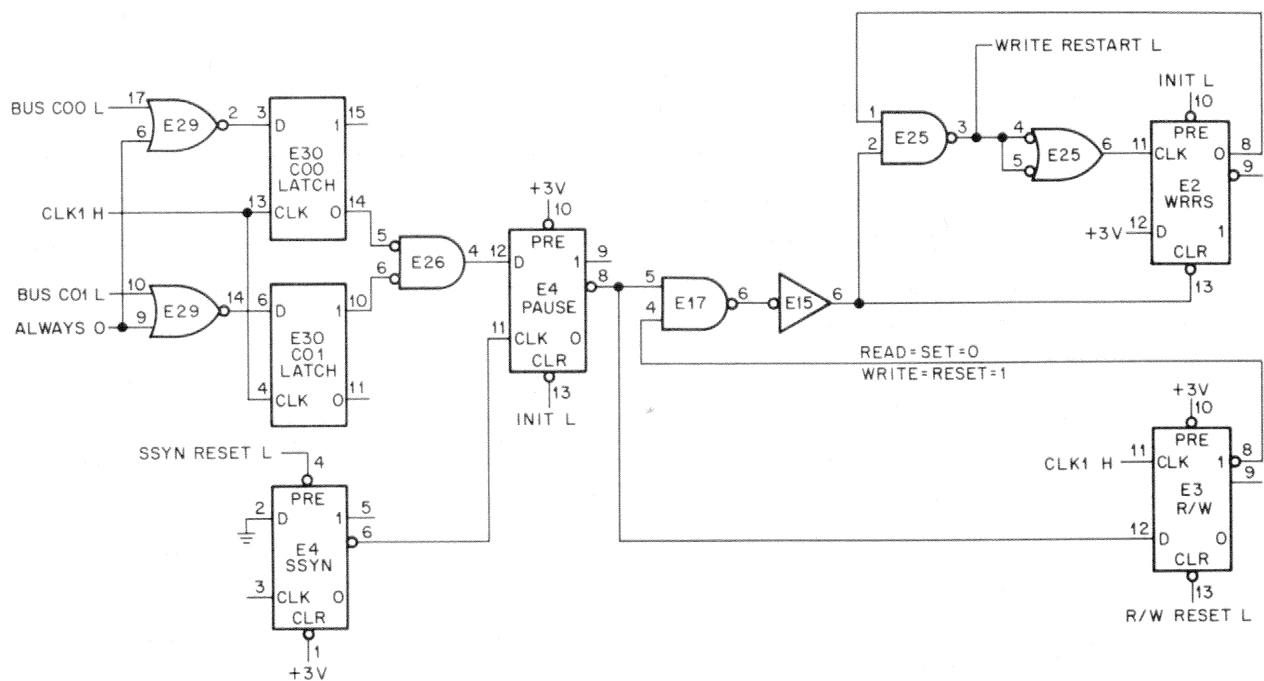 WRITE RESTART L
INIT L
10
PRE
11 CLK 0 8
9
E2
WRRS
12 D 1
+3V
CLR
13
1
2
E25
3
4
5
E25
6
BUS C00 L
17
6
E29
2
3 D 1 15
E30
C00
LATCH
CLK1 H
13 CLK 0 14
BUS C01 L
10
ALWAYS 0
9
E29
14
6 D 1 10
E30
C01
LATCH
4 CLK 0 11
5
6
E26
4
+3V
10
PRE
12 D 1 9
8
E4
PAUSE
0
11 CLK
CLR
13
INIT L
5
4
E17
6
6
E15
6
READ=SET=0
WRITE=RESET=1
SSYN RESET L
4
PRE
2 D 1 5
6
E4
SSYN
3 CLK 0
CLR
1
+3V
+3V
10
PRE
CLK1 H
11 CLK 1 8
9
E3
R/W
12 D 0
CLR
13
R/W RESET L